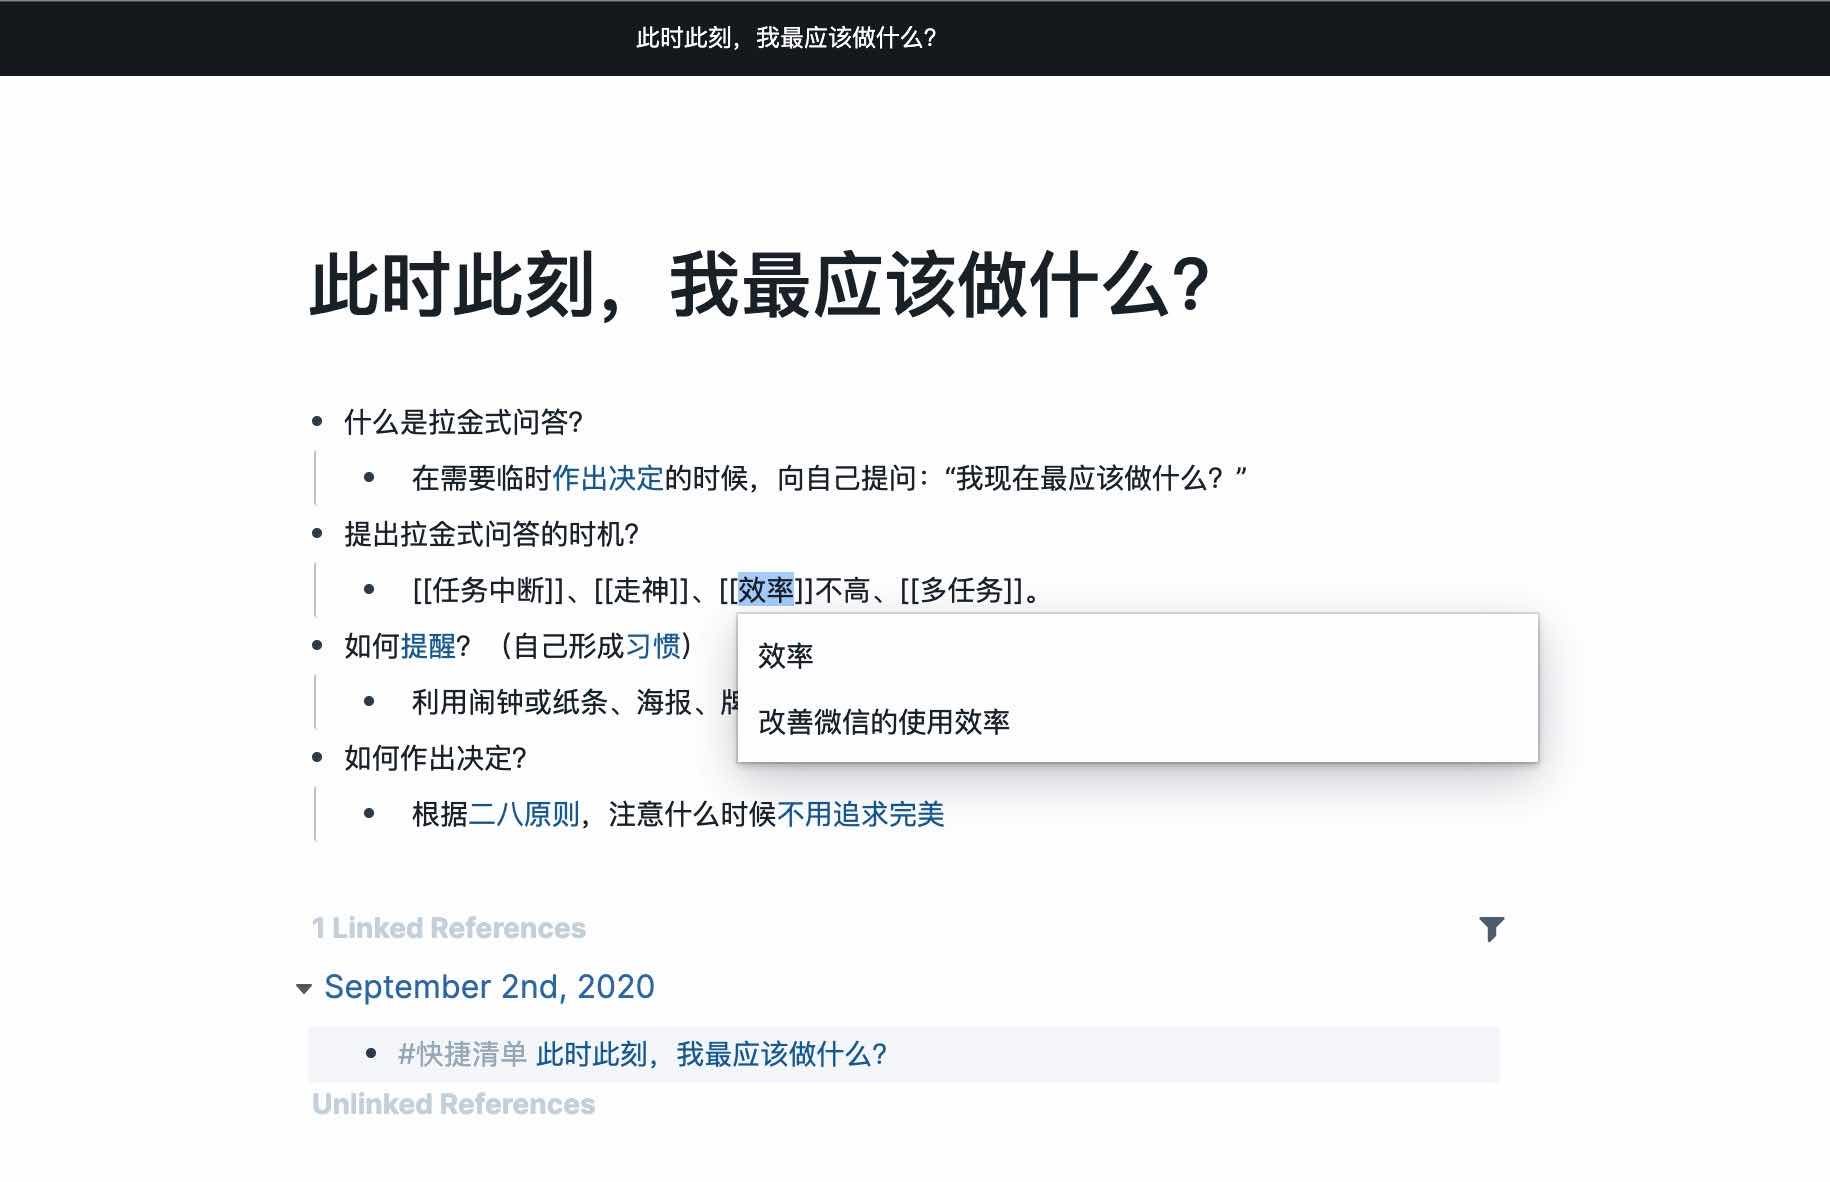 此时此刻，我最应该做什么？
此时此刻，我最应该做什么？
什么是拉金式问答？
在需要临时作出决定的时候，向自己提问：“我现在最应该做什么？”
提出拉金式问答的时机？
[[任务中断]]、[[走神]]、[[效率]]不高、[[多任务]]。
如何提醒？（自己形成习惯）
效率
利用闹钟或纸条、海报、
改善微信的使用效率
如何作出决定？
根据二八原则，注意什么时候不用追求完美
1 Linked References
September 2nd, 2020
#快捷清单 此时此刻，我最应该做什么？
Unlinked References